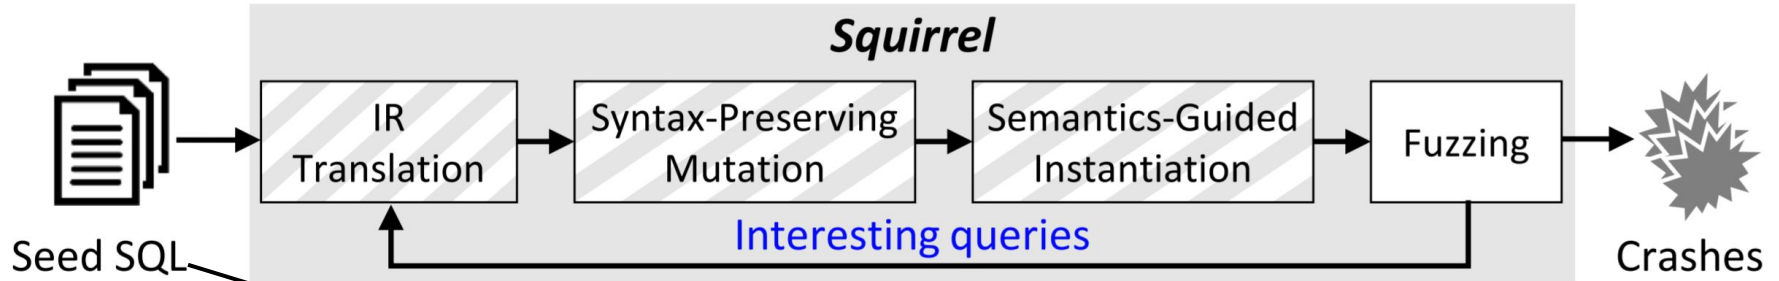 Squirrel
IR
Translation
Syntax-Preserving
Mutation
Semantics-Guided
Instantiation
Fuzzing
Interesting queries
Seed SQL
Crashes